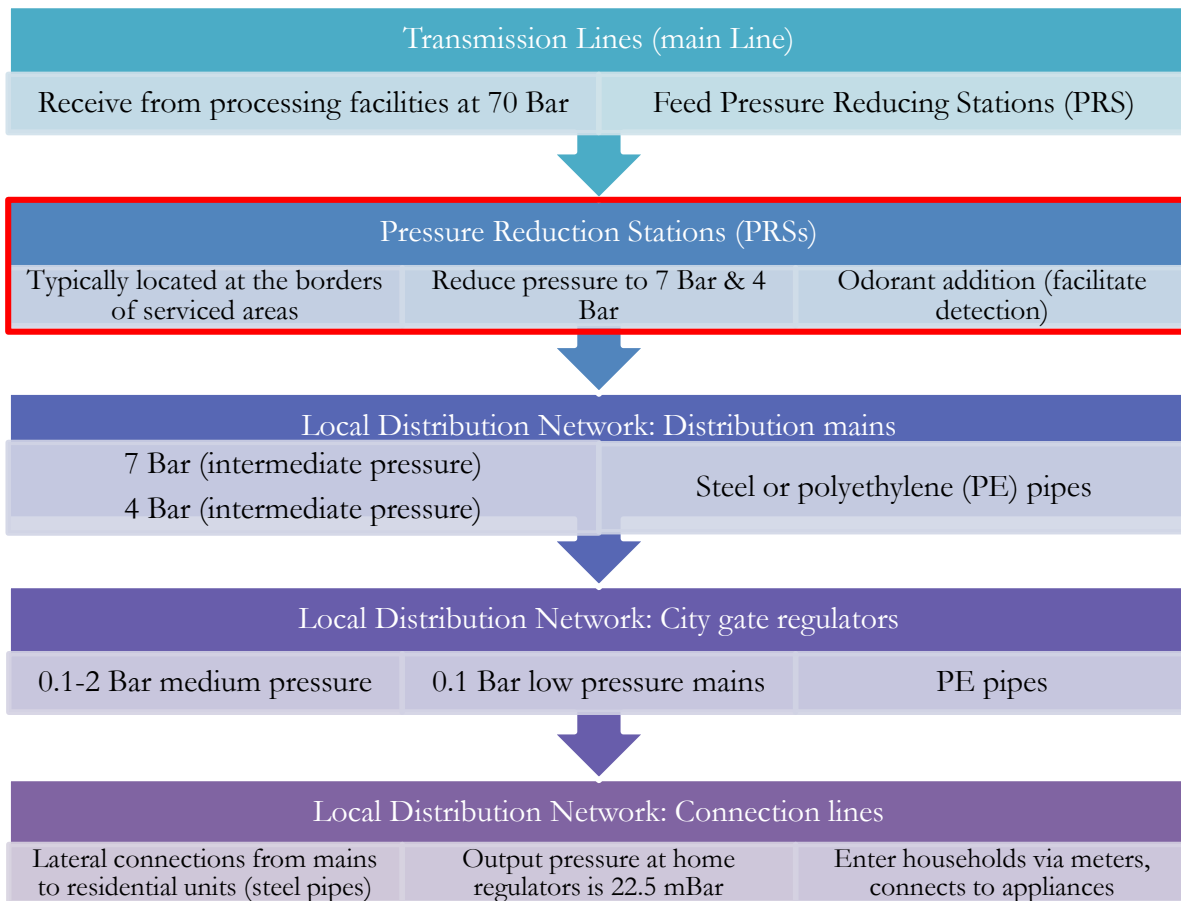 Transmission Lines (main Line)
Receive from processing facilities at 70 Bar
Feed Pressure Reducing Stations (PRS)
Pressure Reduction Stations (PRSs)
Typically located at the borders
of serviced areas
Reduce pressure to 7 Bar & 4
Bar
Odorant addition (facilitate
detection)
Local Distribution Network: Distribution mains
7 Bar (intermediate pressure)
4 Bar (intermediate pressure)
Steel or polyethylene (PE) pipes
Local Distribution Network: City gate regulators
0.1-2 Bar medium pressure
0.1 Bar low pressure mains
PE pipes
Local Distribution Network: Connection lines
Lateral connections from mains
to residential units (steel pipes)
Output pressure at home
regulators is 22.5 mBar
Enter households via meters,
connects to appliances